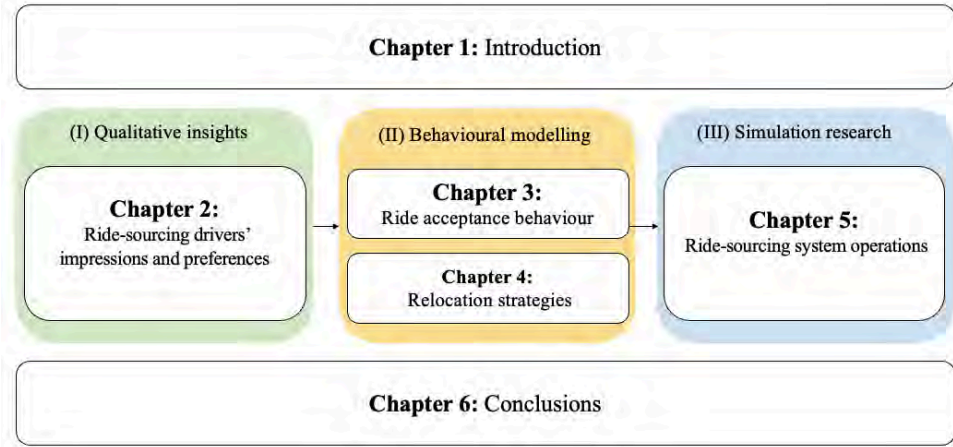 Chapter 1: Introduction
(I) Qualitative insights
Chapter 2:
Ride-sourcing drivers’
impressions and preferences
(II) Behavioural modelling
Chapter 3:
Ride acceptance behaviour
Chapter 4:
Relocation strategies
(III) Simulation research
Chapter 5:
Ride-sourcing system operations
Chapter 6: Conclusions